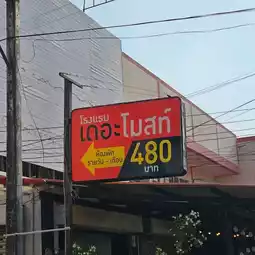 โรงแรม
เดอะโมสท์
ห้องพัก
รายวัน - เดือน
480
บาท